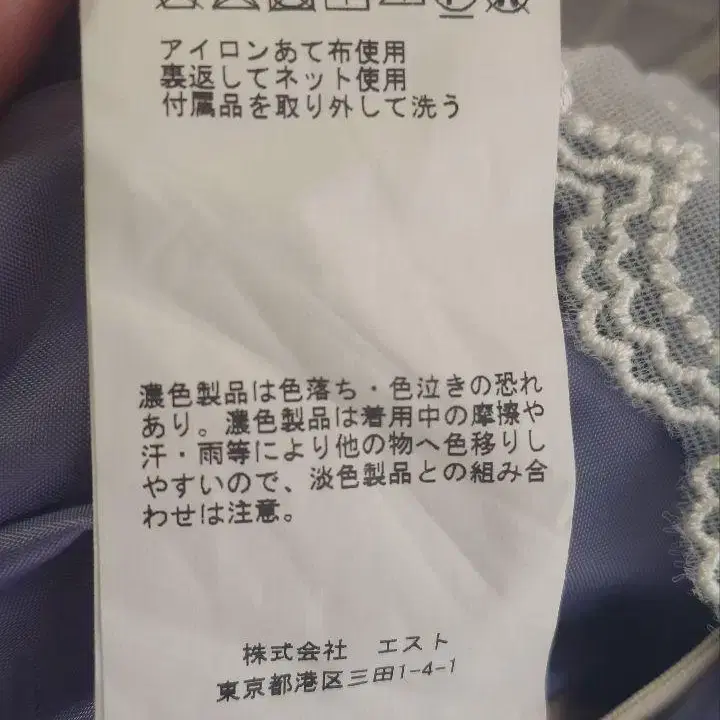 アイロンあて布使用
裏返してネット使用
付属品を取り外して洗う
濃色製品は色落ち・色泣きの恐れ
あり。濃色製品は着用中の摩擦や
汗・雨等により他の物へ色移りし
やすいので、淡色製品との組み合
わせは注意。
株式会社 エスト
東京都港区三田1-4-1